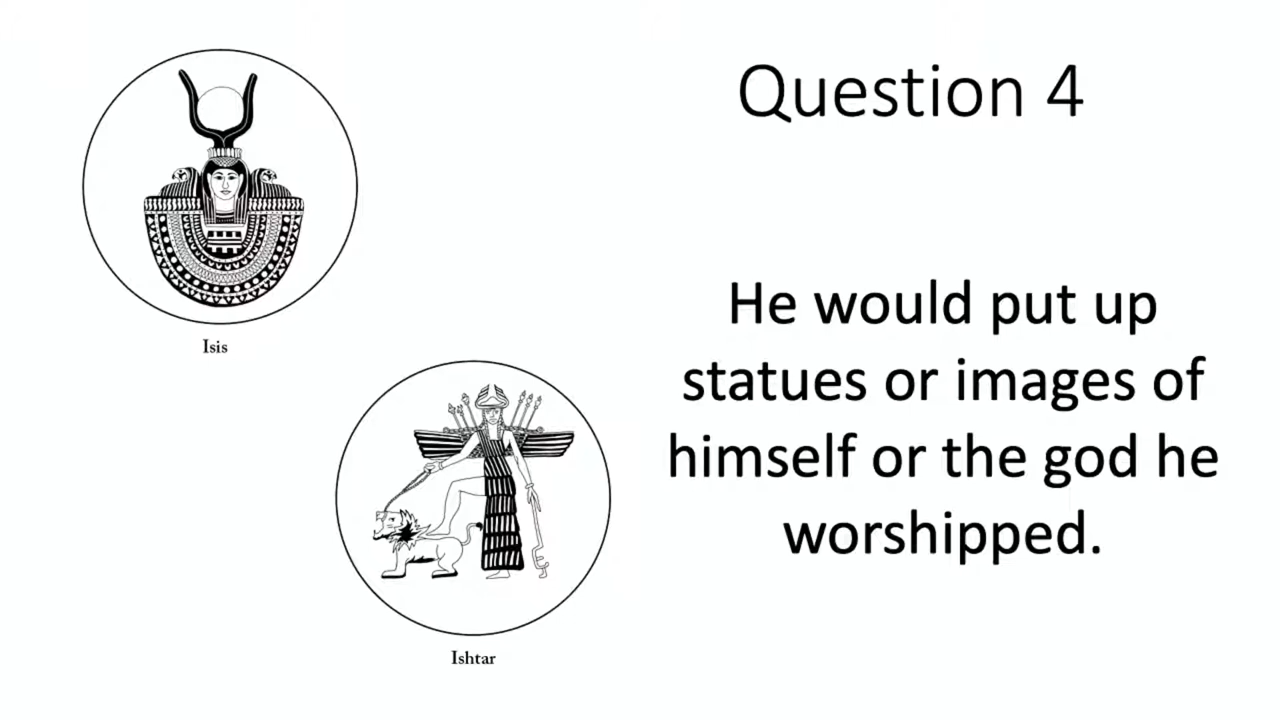 Question 4
He would put up
statues or images of
himself or the god he
worshipped.
Isis
Ishtar